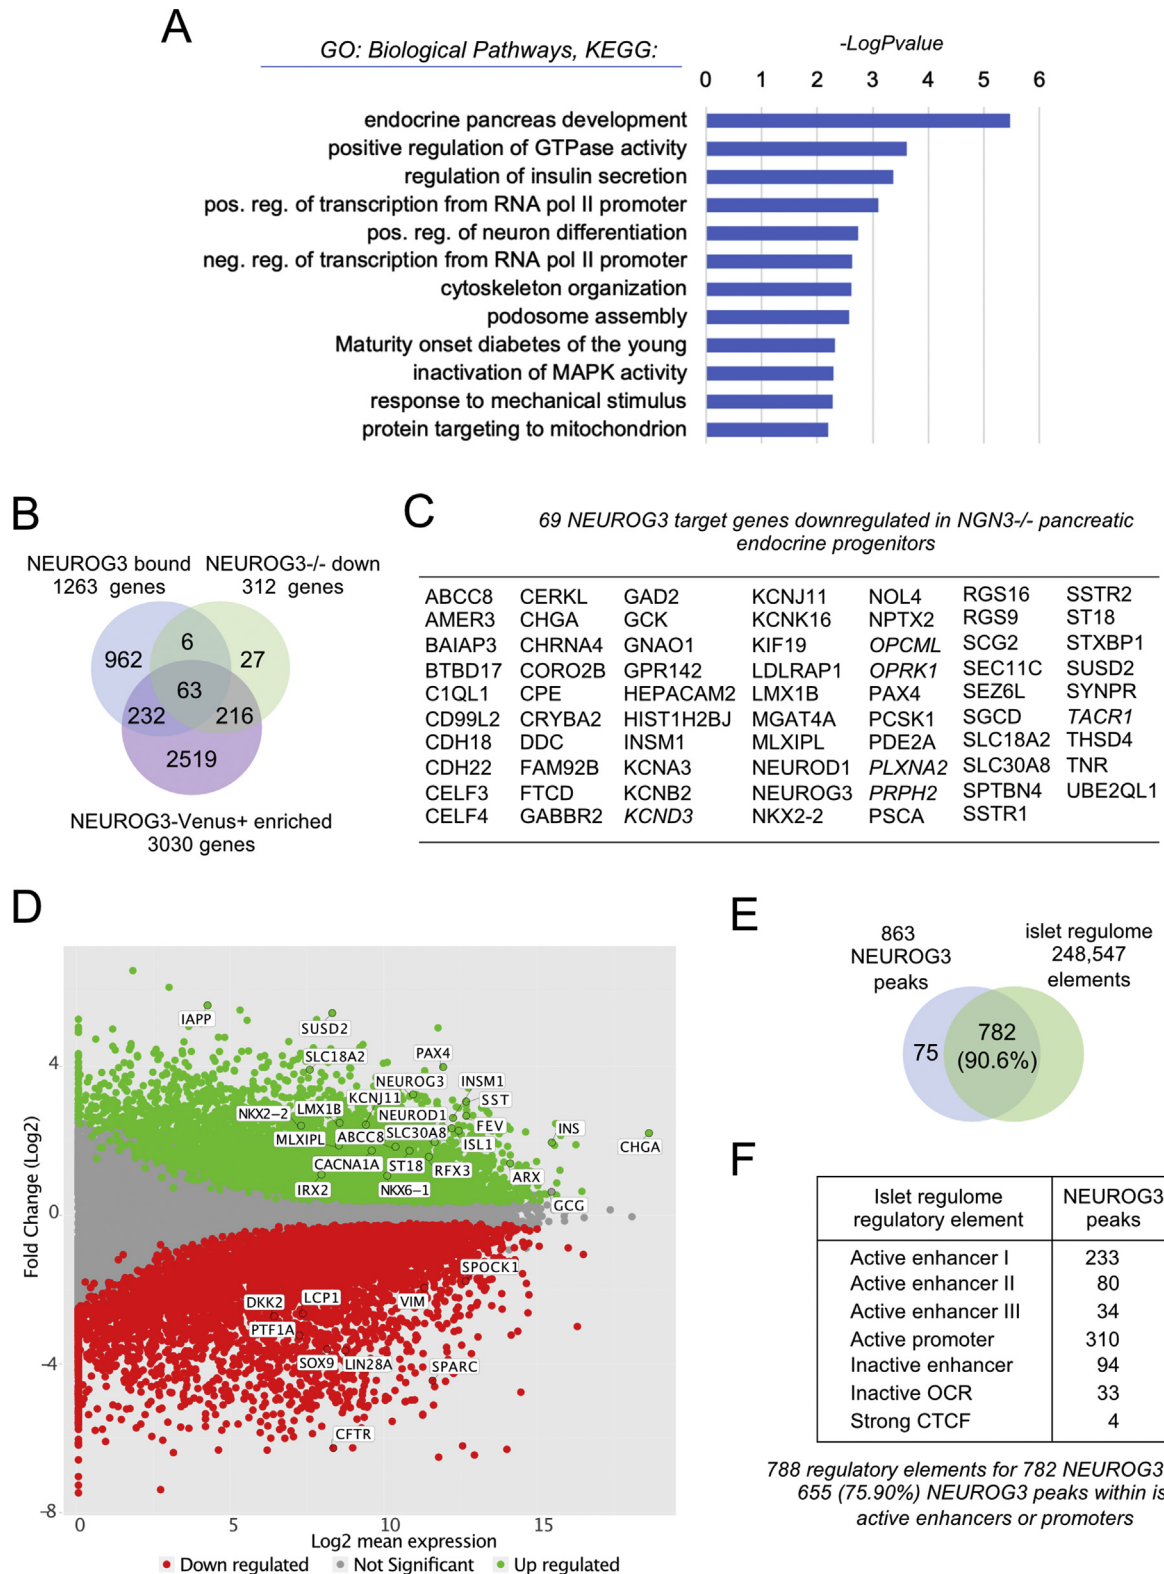 A
GO: Biological Pathways, KEGG:
-LogPvalue
0 1 2 3 4 5 6
endocrine pancreas development
positive regulation of GTPase activity
regulation of insulin secretion
pos. reg. of transcription from RNA pol II promoter
pos. reg. of neuron differentiation
neg. reg. of transcription from RNA pol II promoter
cytoskeleton organization
podosome assembly
Maturity onset diabetes of the young
inactivation of MAPK activity
response to mechanical stimulus
protein targeting to mitochondrion
B
NEUROG3 bound
1263 genes
NEUROG3-/- down
312 genes
962
6
27
63
232
216
2519
NEUROG3-Venus+ enriched
3030 genes
C
69 NEUROG3 target genes downregulated in NGN3-/- pancreatic
endocrine progenitors
ABCC8 CERKL GAD2 KCNJ11 NOL4 RGS16 SSTR2
AMER3 CHGA GCK KCNK16 NPTX2 RGS9 ST18
BAIAP3 CHRNA4 GNAO1 KIF19 OPCML SCG2 STXBP1
BTBD17 CORO2B GPR142 LDLRAP1 OPRK1 SEC11C SUSD2
C1QL1 CPE HEPACAM2 LMX1B PAX4 SEZ6L SYNPR
CD99L2 CRYBA2 HIST1H2BJ MGAT4A PCSK1 SGCD TACR1
CDH18 DDC INSM1 MLXIPL PDE2A SLC18A2 THSD4
CDH22 FAM92B KCNA3 NEUROD1 PLXNA2 SLC30A8 TNR
CELF3 FTCD KCNB2 NEUROG3 PRPH2 SPTBN4 UBE2QL1
CELF4 GABBR2 KCND3 NKX2-2 PSCA SSTR1
D
Fold Change (Log2)
4
0
−4
−8
IAPP
SUSD2
SLC18A2
PAX4
NEUROG3
INSM1
KCNJ11
SST
NKX2−2
LMX1B
NEUROD1
FEV
INS
MLXIPL
ABCC8
SLC30A8
ISL1
CHGA
CACNA1A
ST18
RFX3
ARX
IRX2
NKX6−1
GCG
SPOCK1
DKK2
LCP1
VIM
PTF1A
SOX9
LIN28A
SPARC
CFTR
0 5 10 15
Log2 mean expression
Down regulated Not Significant Up regulated
E
863
NEUROG3
peaks
islet regulome
248,547
elements
75
782
(90.6%)
F
Islet regulome
regulatory element
NEUROG3
peaks
Active enhancer I 233
Active enhancer II 80
Active enhancer III 34
Active promoter 310
Inactive enhancer 94
Inactive OCR 33
Strong CTCF 4
788 regulatory elements for 782 NEUROG3
655 (75.90%) NEUROG3 peaks within is
active enhancers or promoters